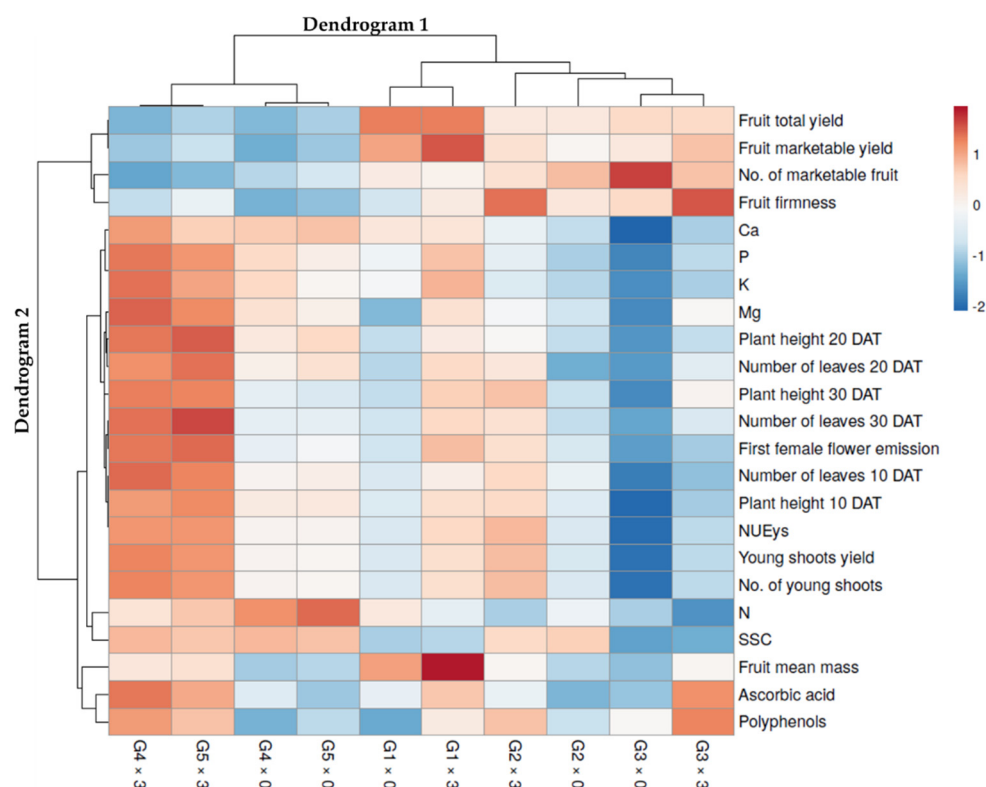 Dendrogram 1
Dendrogram 2
Fruit total yield
Fruit marketable yield
No. of marketable fruit
Fruit firmness
Ca
P
K
Mg
Plant height 20 DAT
Number of leaves 20 DAT
Plant height 30 DAT
Number of leaves 30 DAT
First female flower emission
Number of leaves 10 DAT
Plant height 10 DAT
NUEys
Young shoots yield
No. of young shoots
N
SSC
Fruit mean mass
Ascorbic acid
Polyphenols
1
0
-1
-2
G4 × 3
G5 × 3
G4 × 0
G5 × 0
G1 × 0
G1 × 3
G2 × 3
G2 × 0
G3 × 0
G3 × 3